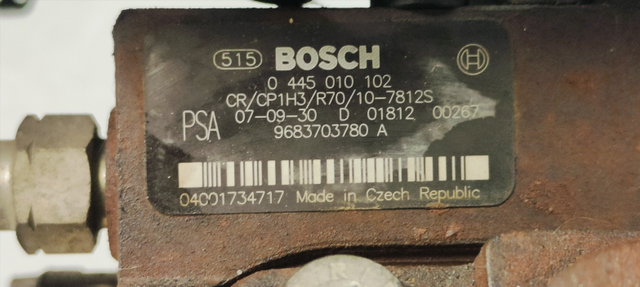 515 BOSCH
0 445 010 102
CR/CP1H3/R70/10-7812S
PSA 07-09-30 D 01812 00267
9683703780 A
04001734717 Made in Czech Republic